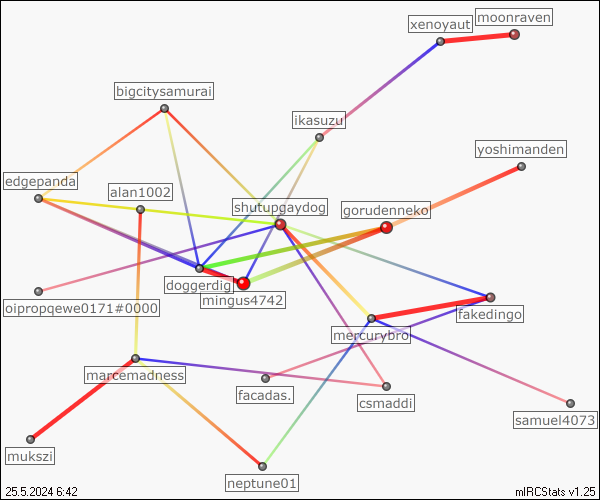 moonraven
xenoyaut
bigcitysamurai
ikasuzu
yoshimanden
edgepanda
alan1002
shutupgaydog
gorudenneko
doggerdig
mingus4742
oipropqewe0171#0000
fakedingo
mercurybro
marcemadness
facadas.
csmaddi
samuel4073
mukszi
neptune01
25.5.2024 6:42
mIRCStats v1.25